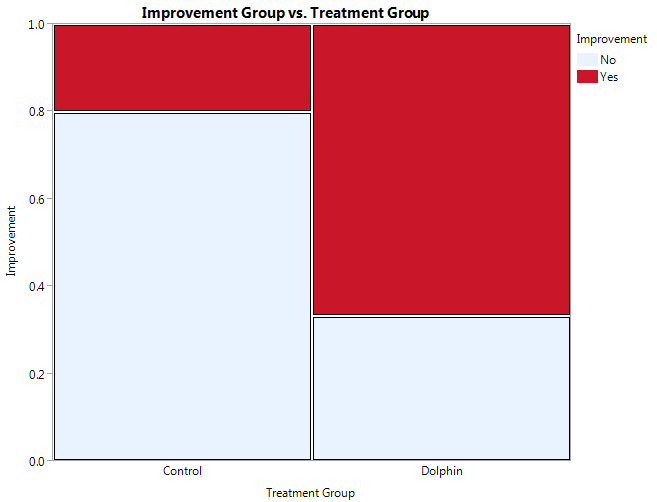 Improvement Group vs. Treatment Group
1.0
0.8
0.6
0.4
0.2
0.0
Improvement
Control
Dolphin
Treatment Group
Improvement
No
Yes